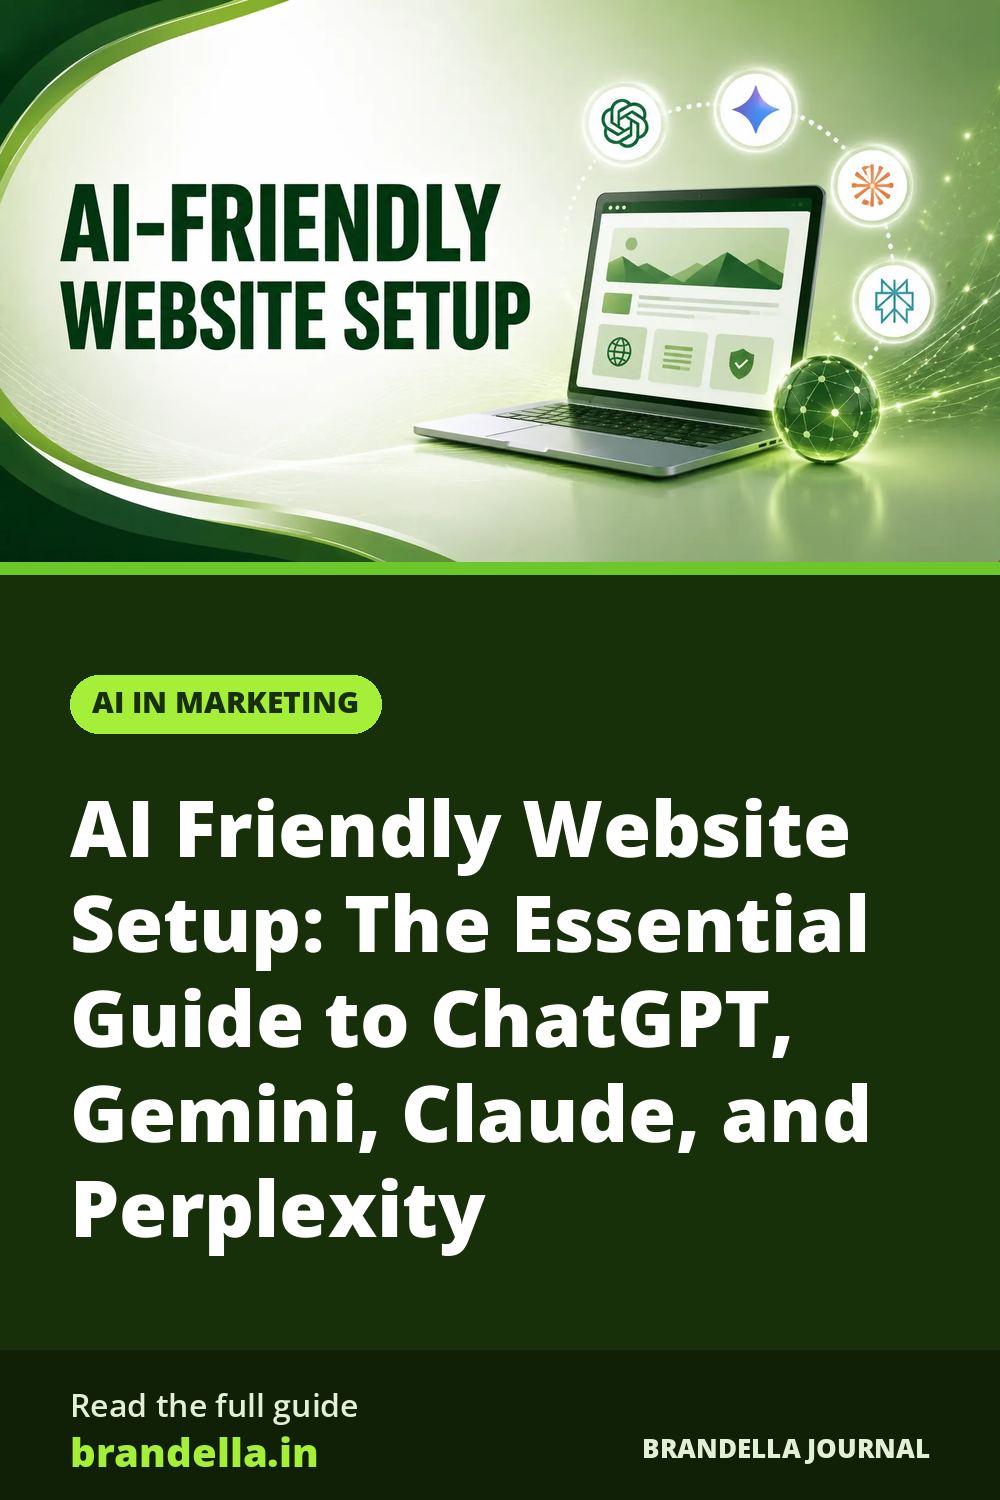 AI-FRIENDLY
WEBSITE SETUP
AI IN MARKETING
AI Friendly Website
Setup: The Essential
Guide to ChatGPT,
Gemini, Claude, and
Perplexity
Read the full guide
brandella.in
BRANDELLA JOURNAL